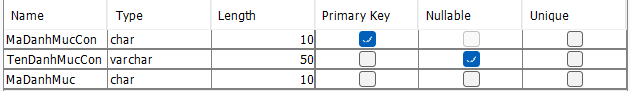 Name Type Length Primary Key Nullable Unique
MaDanhMucCon char 10
TenDanhMucCon varchar 50
MaDanhMuc char 10